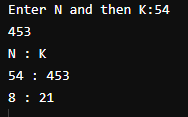 Enter N and then K:54
453
N : K
54 : 453
8 : 21